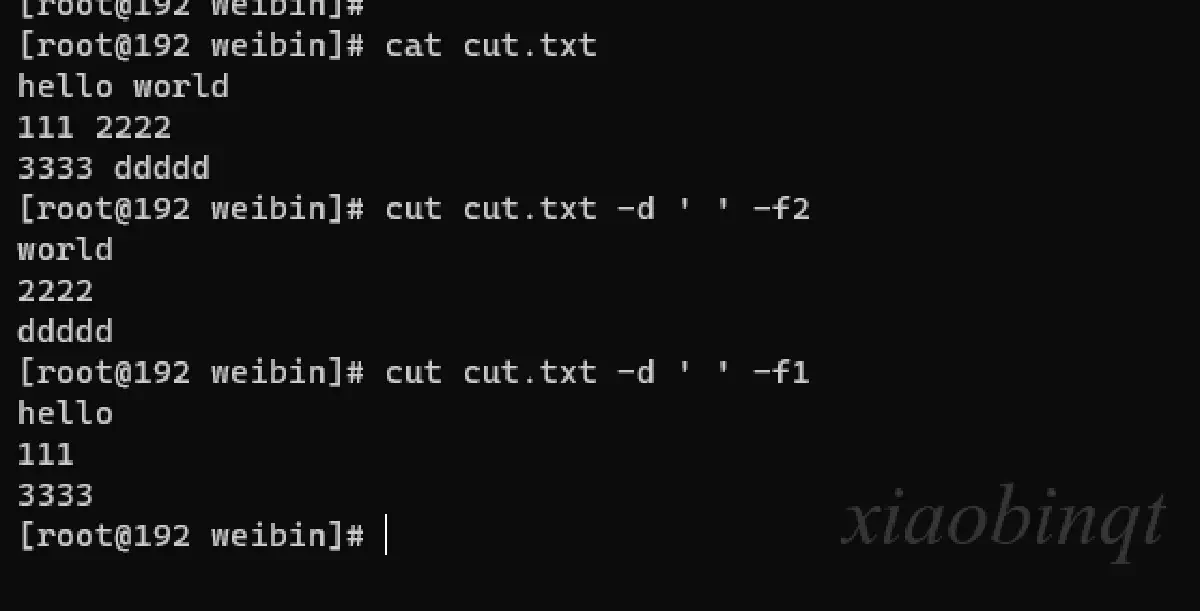 [root@192 weibin]#
[root@192 weibin]# cat cut.txt
hello world
111 2222
3333 ddddd
[root@192 weibin]# cut cut.txt -d ' ' -f2
world
2222
ddddd
[root@192 weibin]# cut cut.txt -d ' ' -f1
hello
111
3333
[root@192 weibin]#
xiaobinqt